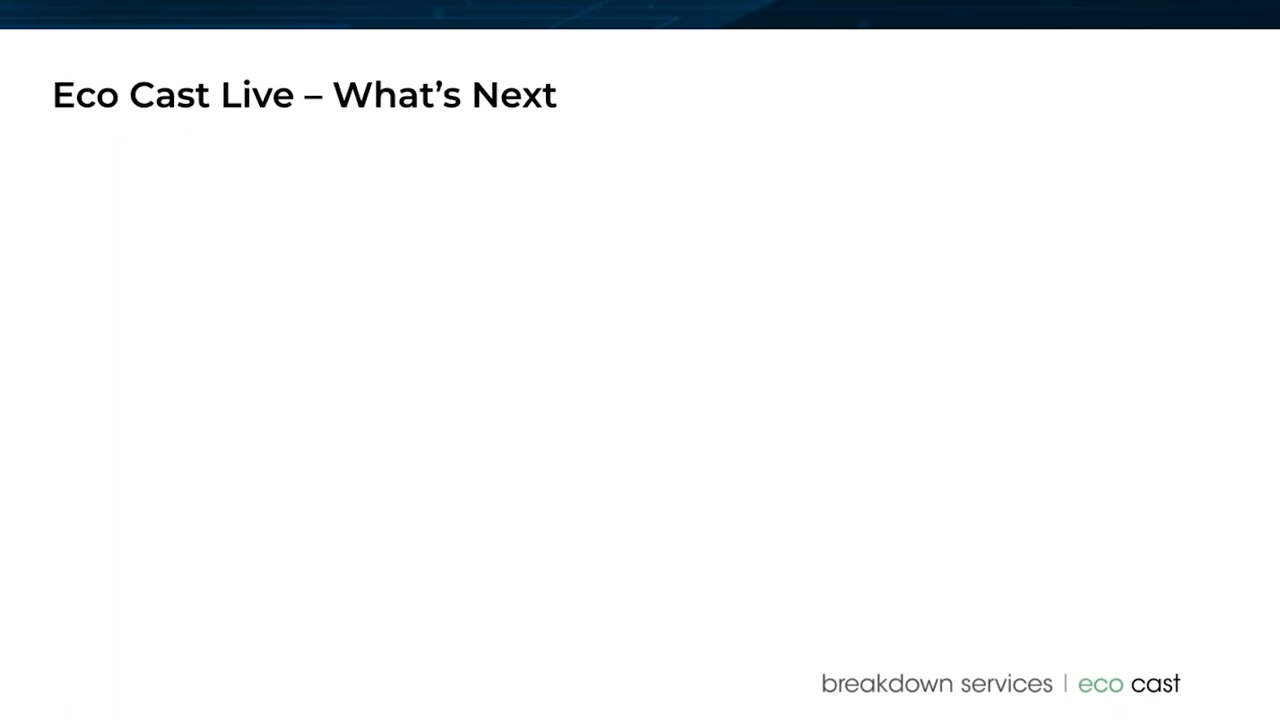 Eco Cast Live – What’s Next
breakdown services | eco cast